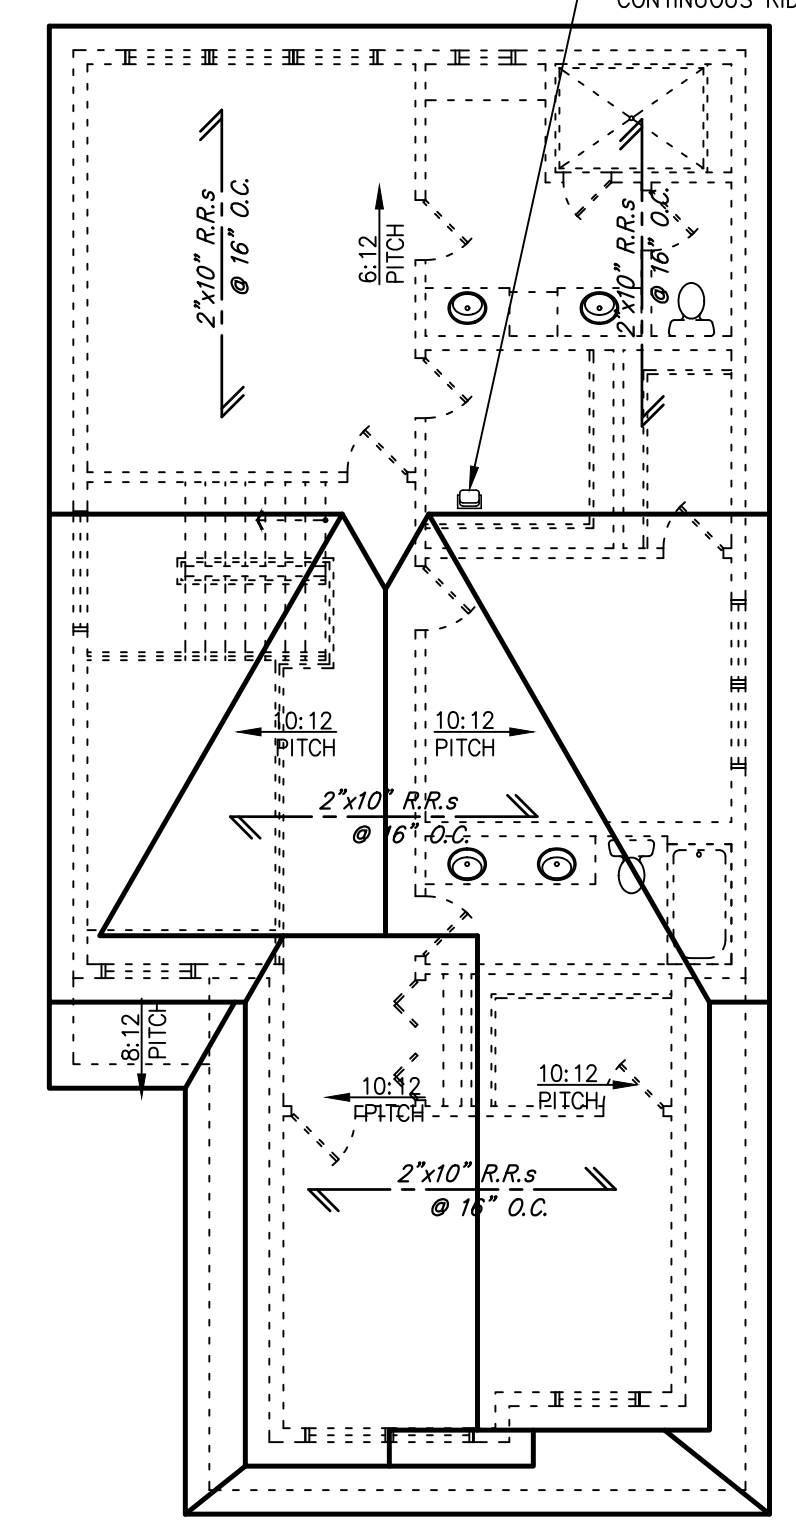 CONTINUOUS RID
2"x10" R.R.s
@ 16" O.C.
6:12
PITCH
2"x10" R.R.s
@ 16" O.C.
10:12
PITCH
10:12
PITCH
2"x10" R.R.s
@ 16" O.C.
8:12
PITCH
10:12
PITCH
10:12
PITCH
2"x10" R.R.s
@ 16" O.C.